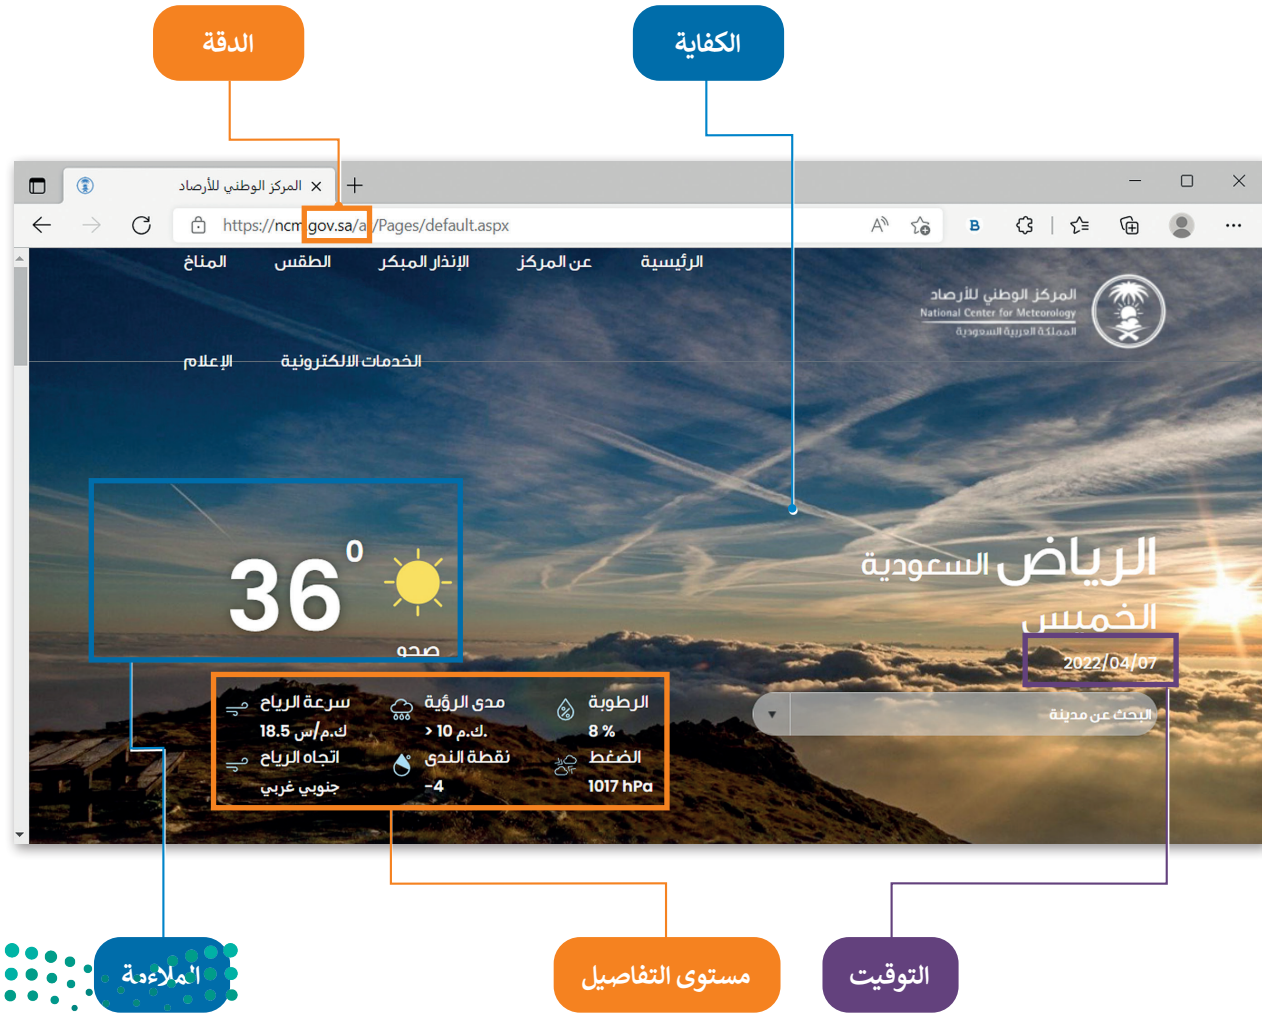 الكفاية
الدقة
المركز الوطني للأرصاد
https://ncm.gov.sa/ar/Pages/default.aspx
الرئيسية عن المركز الإنذار المبكر الطقس المناخ
المركز الوطني للأرصاد
National Center for Meteorology
المملكة العربية السعودية
الخدمات الالكترونية الإعلام
الرياض السعودية
الخميس
2022/04/07
البحث عن مدينة
36°
صحو
الرطوبة مدى الرؤية سرعة الرياح
8 % > 10 ك.م. 18.5 ك.م/س
الضغط نقطة الندى اتجاه الرياح
1017 hPa -4 جنوبي غربي
التوقيت
مستوى التفاصيل
الملاءمة